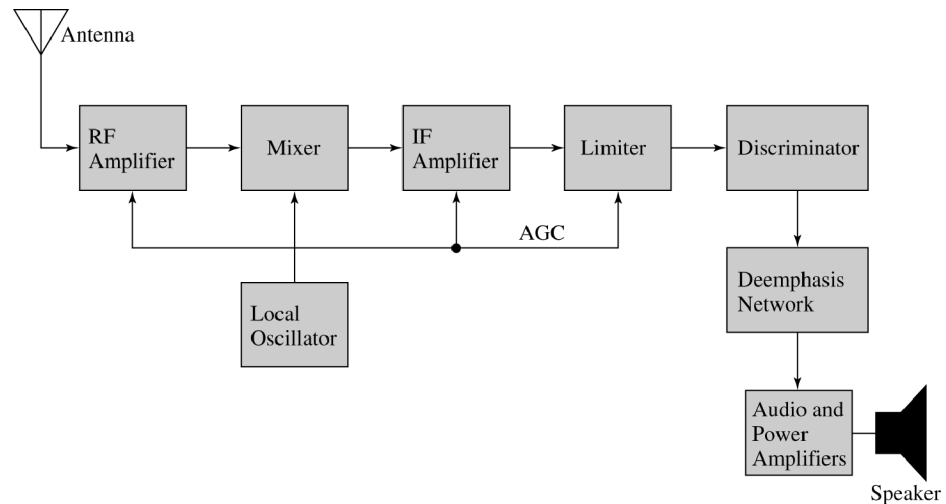 Antenna
RF
Amplifier
Mixer
IF
Amplifier
Limiter
Discriminator
AGC
Local
Oscillator
Deemphasis
Network
Audio and
Power
Amplifiers
Speaker